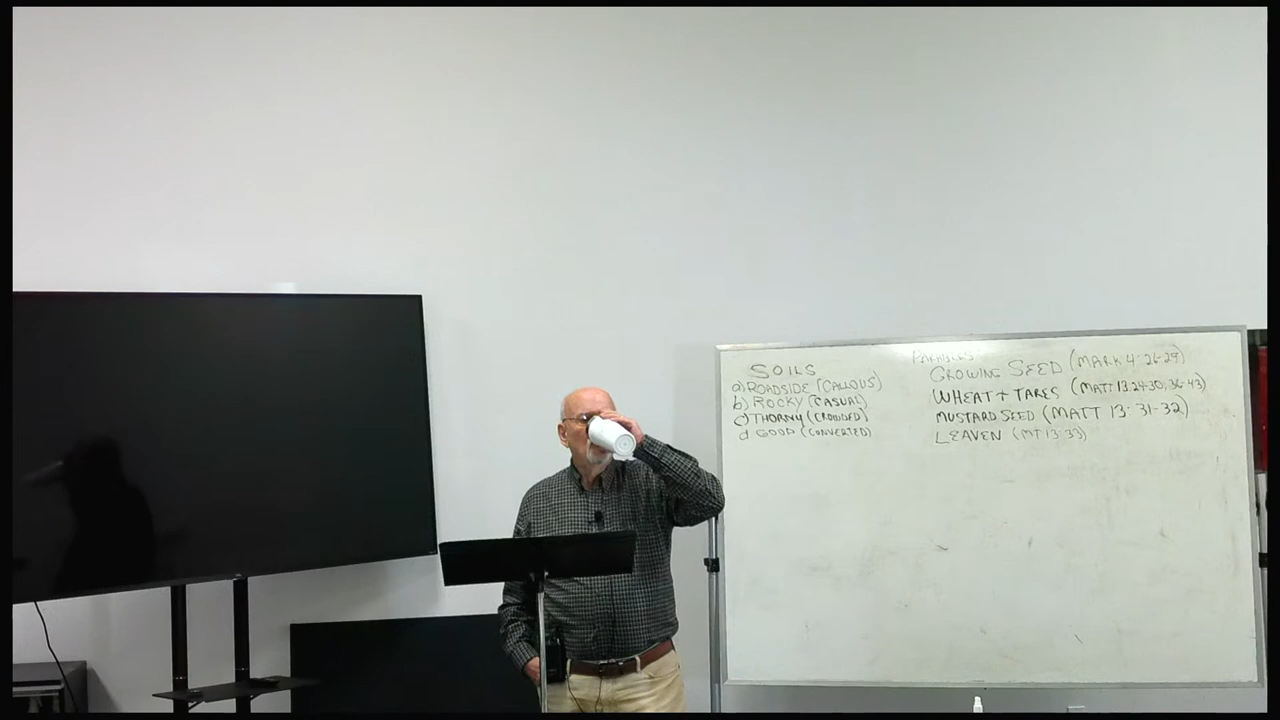 SOILS
a) ROADSIDE (CALLOUS)
b) ROCKY (CASUAL)
c) THORNY (CROWDED)
d GOOD (CONVERTED)
PARABLES
GROWING SEED (MARK 4:26-29)
WHEAT + TARES (MATT 13:24-30; 36-43)
MUSTARD SEED (MATT 13:31-32)
LEAVEN (MT 13:33)